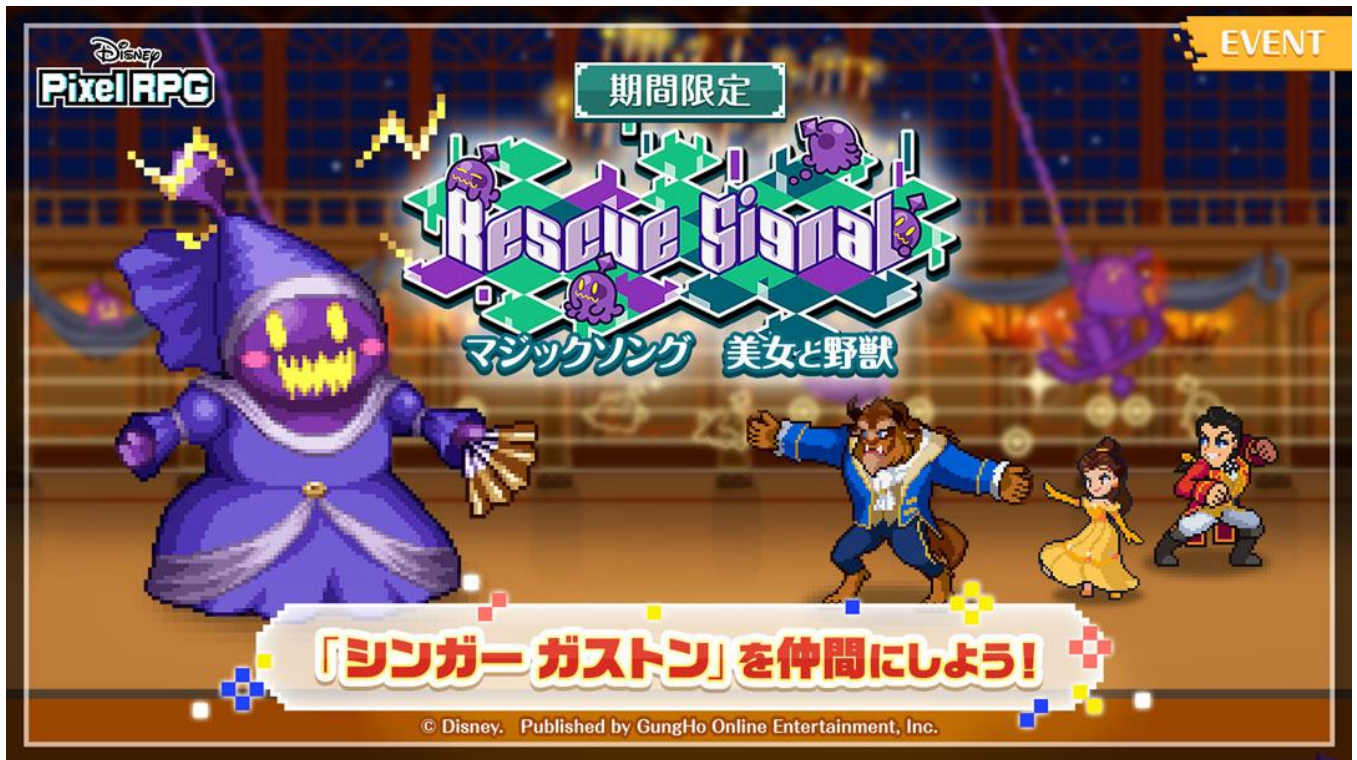 EVENT
Disney
Pixel RPG
期間限定
Rescue Signal
マジックソング 美女と野獣
「シンガー ガストン」を仲間にしよう!
© Disney. Published by GungHo Online Entertainment, Inc.